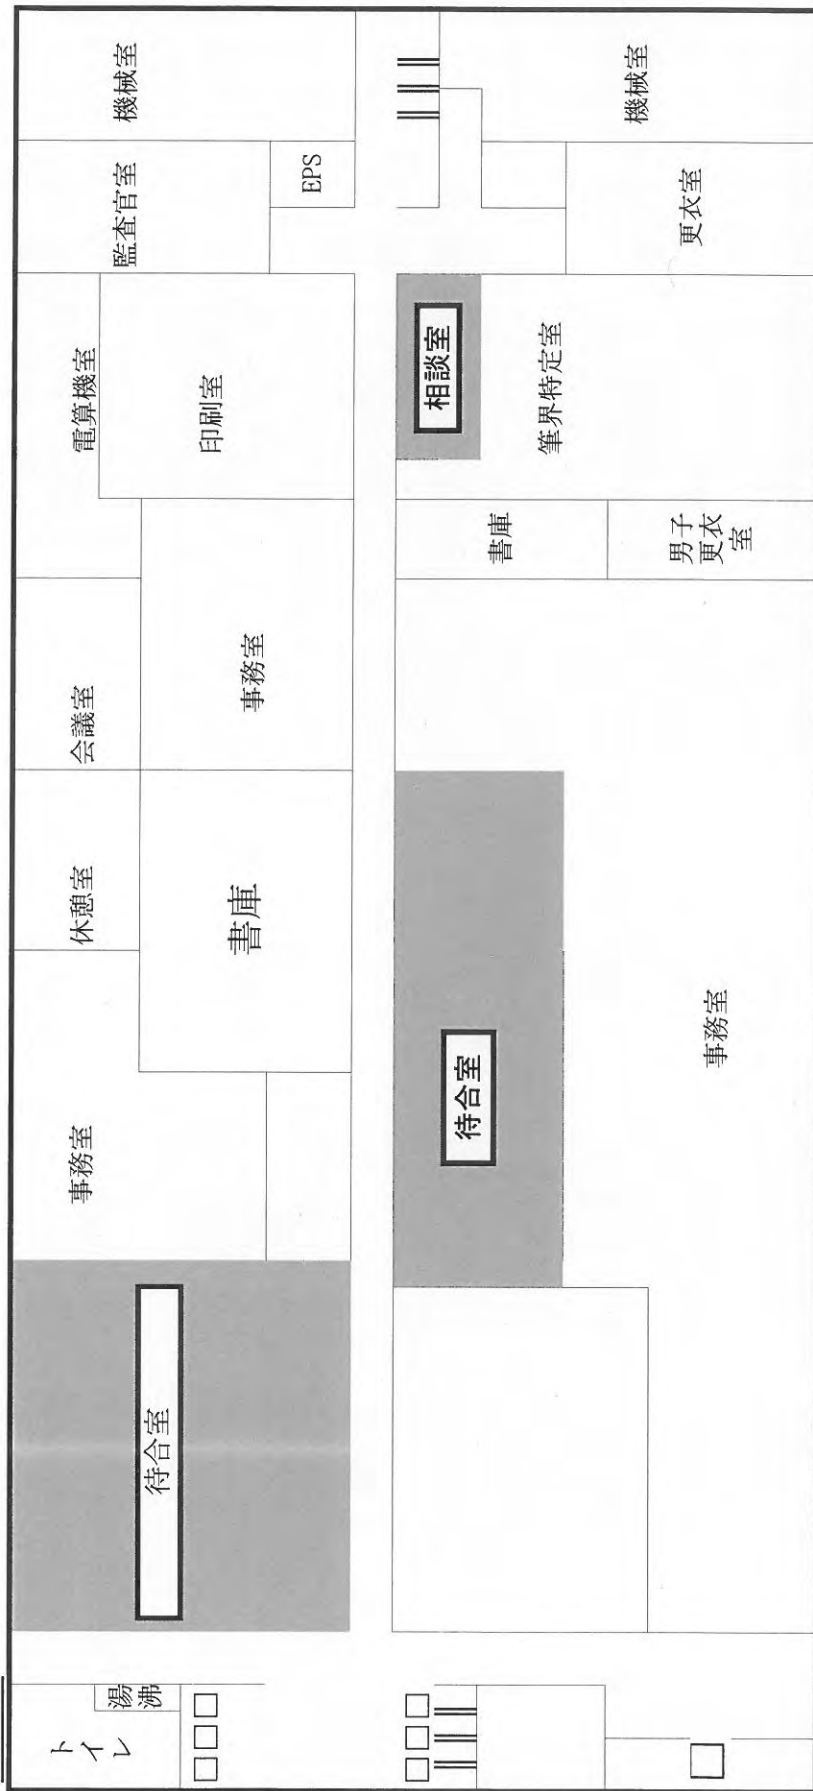 トイレ
湯沸
待合室
事務室
休憩室
書庫
会議室
事務室
電算機室
印刷室
監査官室
EPS
機械室
待合室
事務室
書庫
男子
更衣
室
相談室
筆界特定室
更衣室
機械室